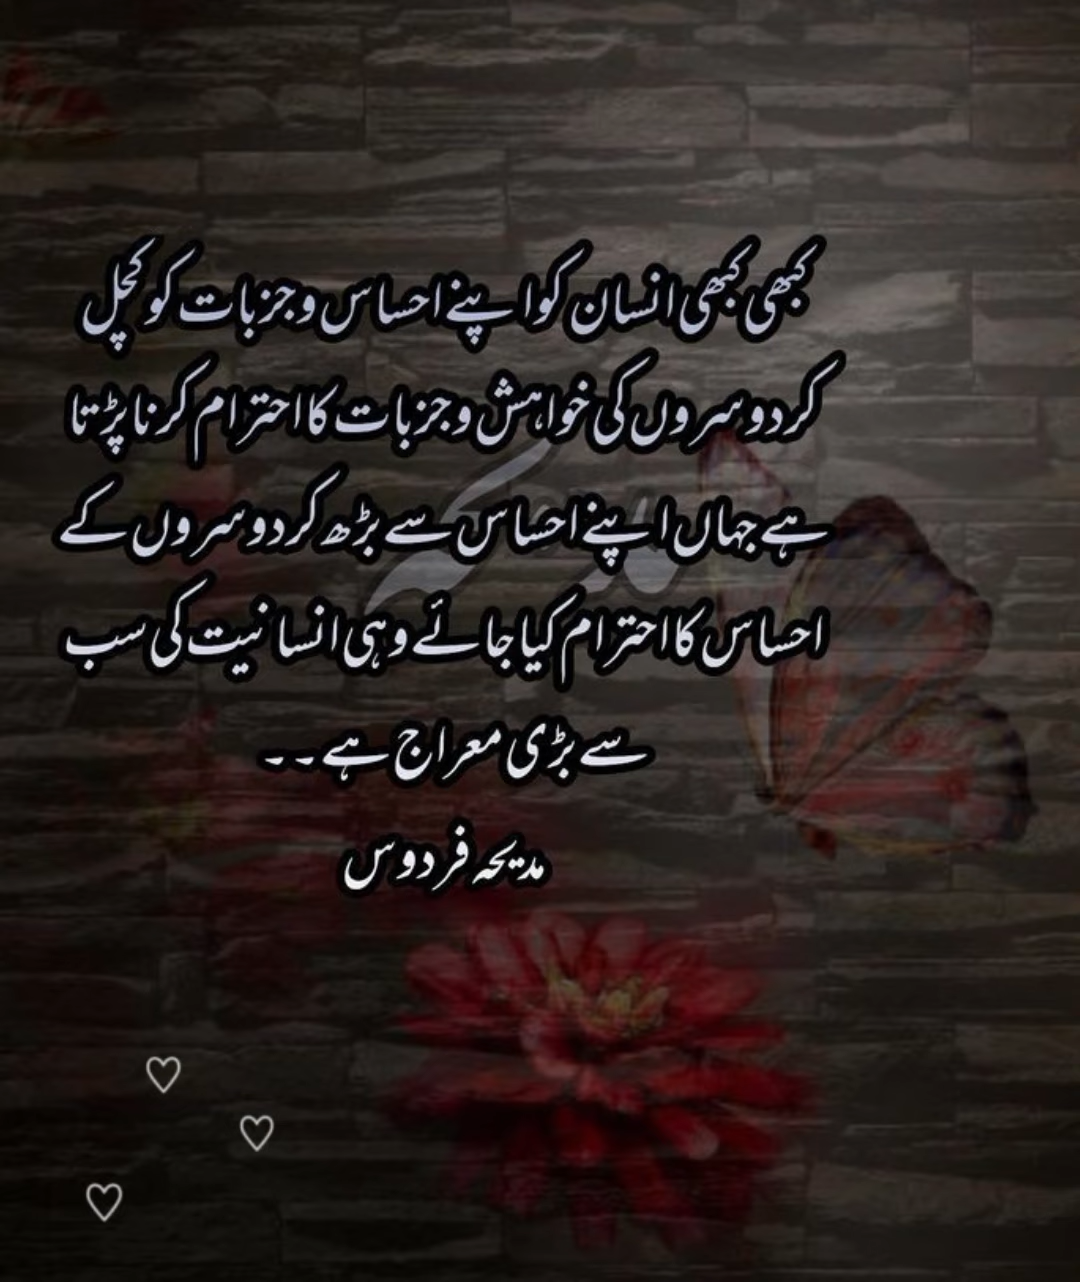 کبھی کبھی انسان کو اپنے احساس و جزبات کو کچل
کر دوسروں کی خواہش و جزبات کا احترام کرنا پڑتا
ہے جہاں اپنے احساس سے بڑھ کر دوسروں کے
احساس کا احترام کیا جائے وہی انسانیت کی سب
سے بڑی معراج ہے۔۔
مدیحہ فردوس